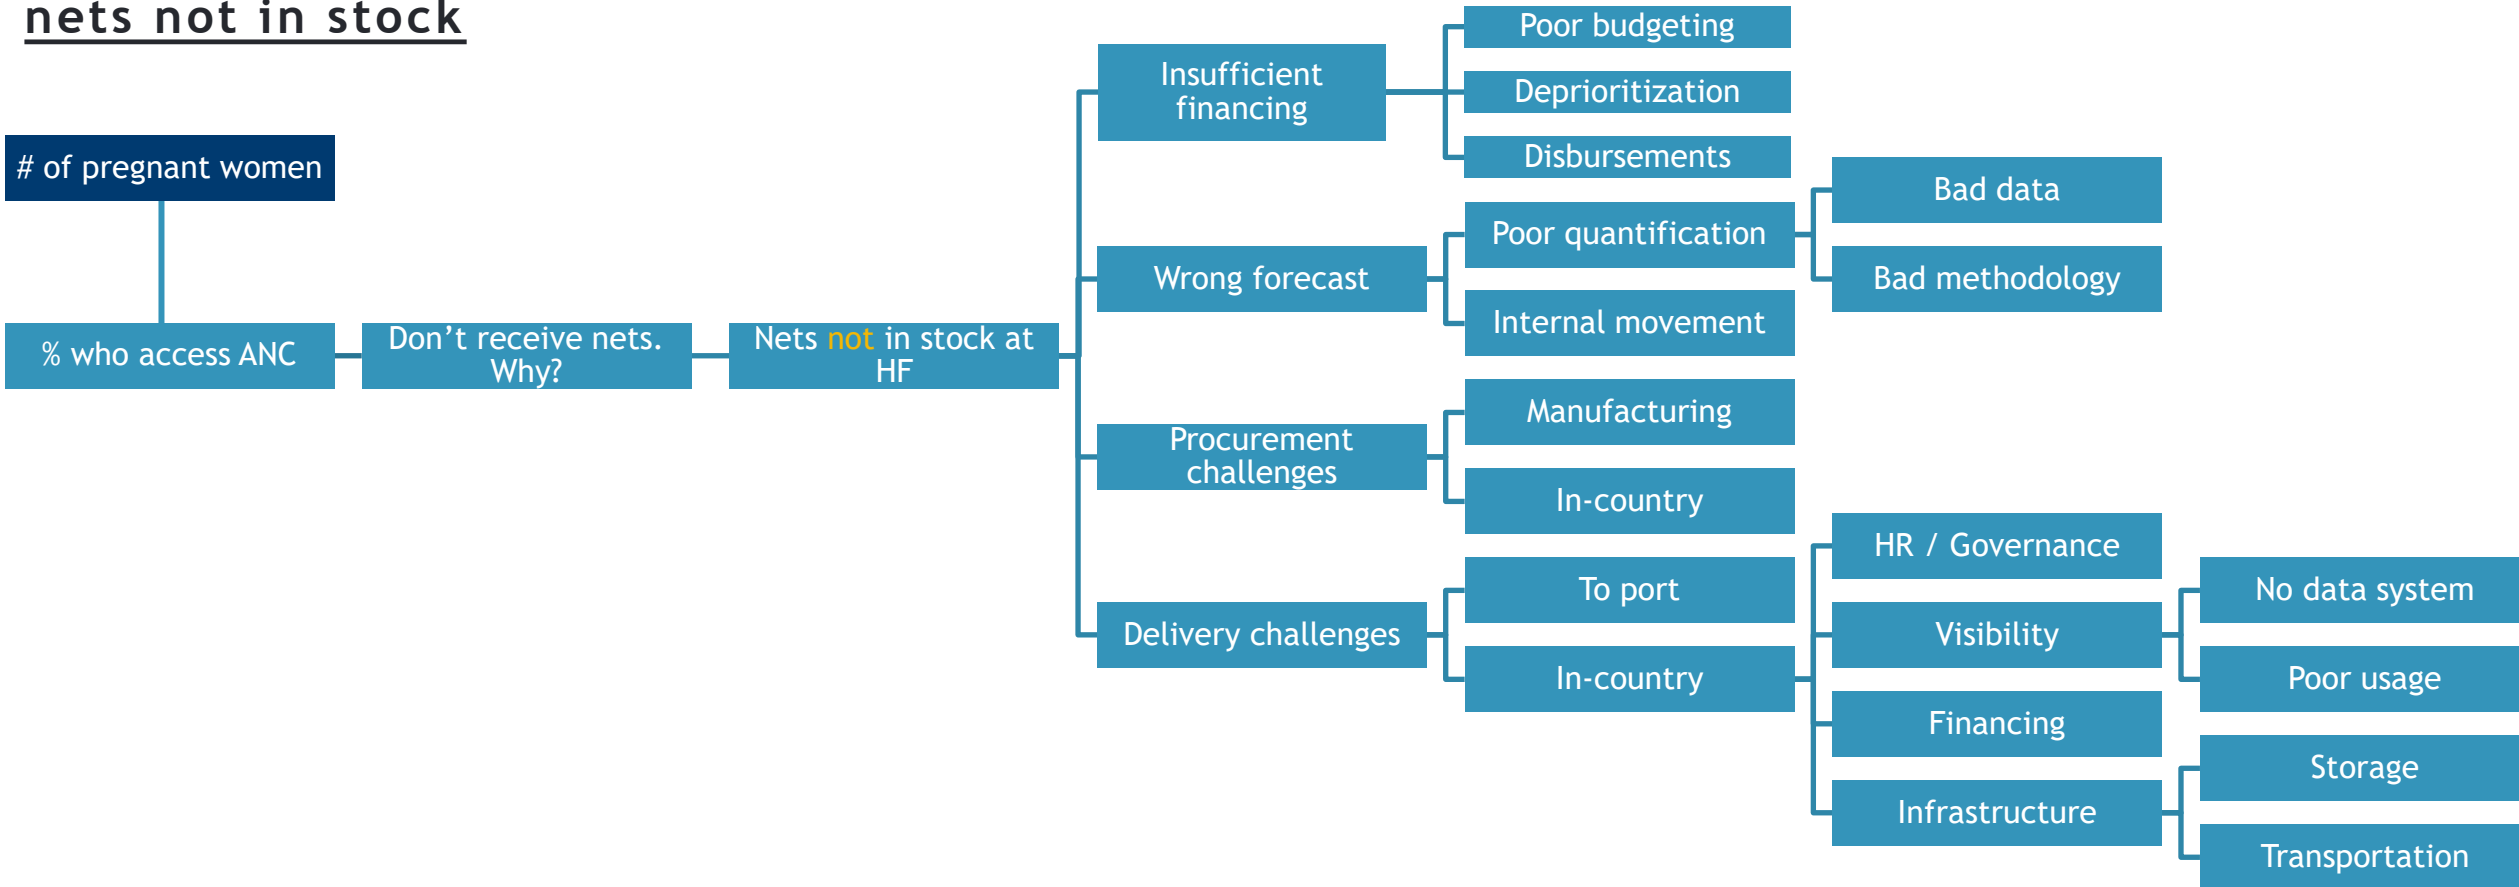 nets not in stock
# of pregnant women
% who access ANC
Don’t receive nets.
Why?
Nets not in stock at
HF
Insufficient
financing
Poor budgeting
Deprioritization
Disbursements
Wrong forecast
Poor quantification
Bad data
Bad methodology
Internal movement
Procurement
challenges
Manufacturing
In-country
Delivery challenges
To port
In-country
HR / Governance
Visibility
No data system
Poor usage
Financing
Infrastructure
Storage
Transportation